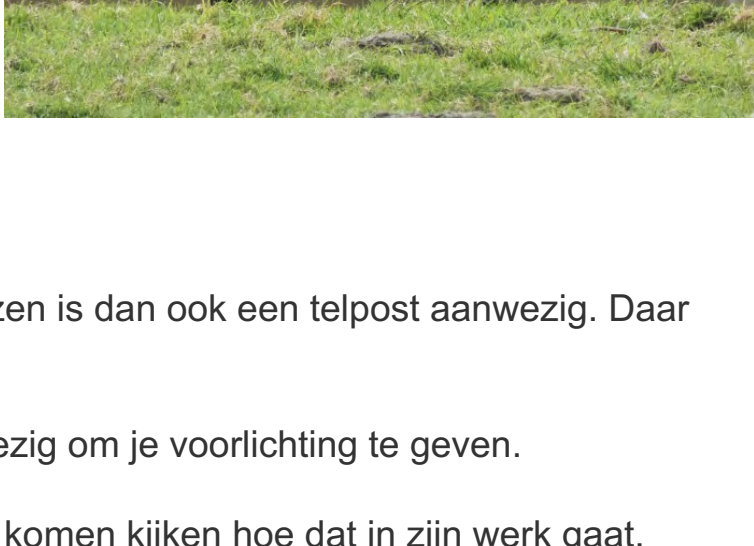 zen is dan ook een telpost aanwezig. Daar
ezig om je voorlichting te geven.
komen kijken hoe dat in zijn werk gaat.